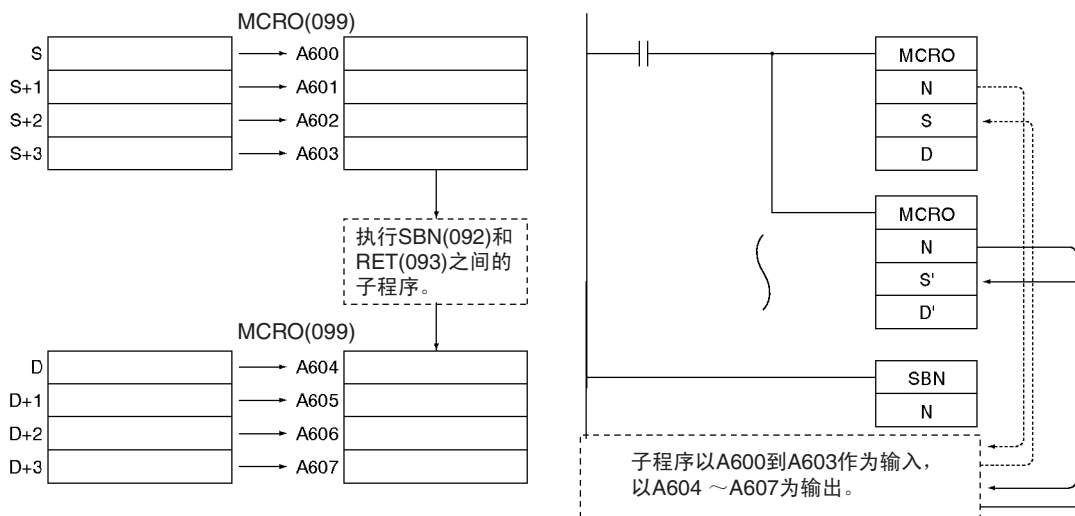 MCRO(099)
S
A600
S+1
A601
S+2
A602
S+3
A603
执行SBN(092)和
RET(093)之间的
子程序。
MCRO(099)
D
A604
D+1
A605
D+2
A606
D+3
A607
MCRO
N
S
D
MCRO
N
S'
D'
SBN
N
子程序以A600到A603作为输入，
以A604 ～A607为输出。